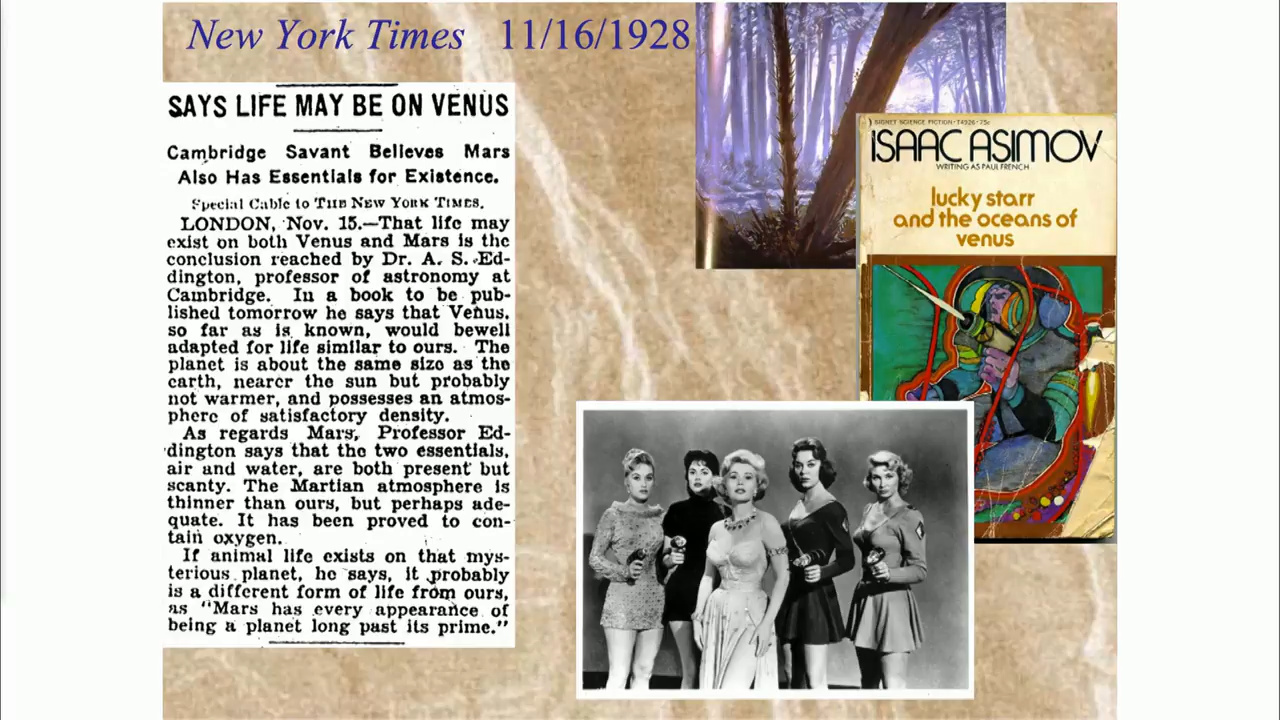 New York Times 11/16/1928
SAYS LIFE MAY BE ON VENUS
Cambridge Savant Believes Mars
Also Has Essentials for Existence.
Special Cable to THE NEW YORK TIMES.
LONDON, Nov. 15.—That life may
exist on both Venus and Mars is the
conclusion reached by Dr. A. S. Ed-
dington, professor of astronomy at
Cambridge. In a book to be pub-
lished tomorrow he says that Venus,
so far as is known, would bewell
adapted for life similar to ours. The
planet is about the same size as the
earth, nearer the sun but probably
not warmer, and possesses an atmos-
phere of satisfactory density.
As regards Mars, Professor Ed-
dington says that the two essentials,
air and water, are both present but
scanty. The Martian atmosphere is
thinner than ours, but perhaps ade-
quate. It has been proved to con-
tain oxygen.
If animal life exists on that mys-
terious planet, he says, it probably
is a different form of life from ours,
as "Mars has every appearance of
being a planet long past its prime."
SIGNET SCIENCE FICTION · T4926 · 75c
ISAAC ASIMOV
WRITING AS PAUL FRENCH
lucky starr
and the oceans of
venus